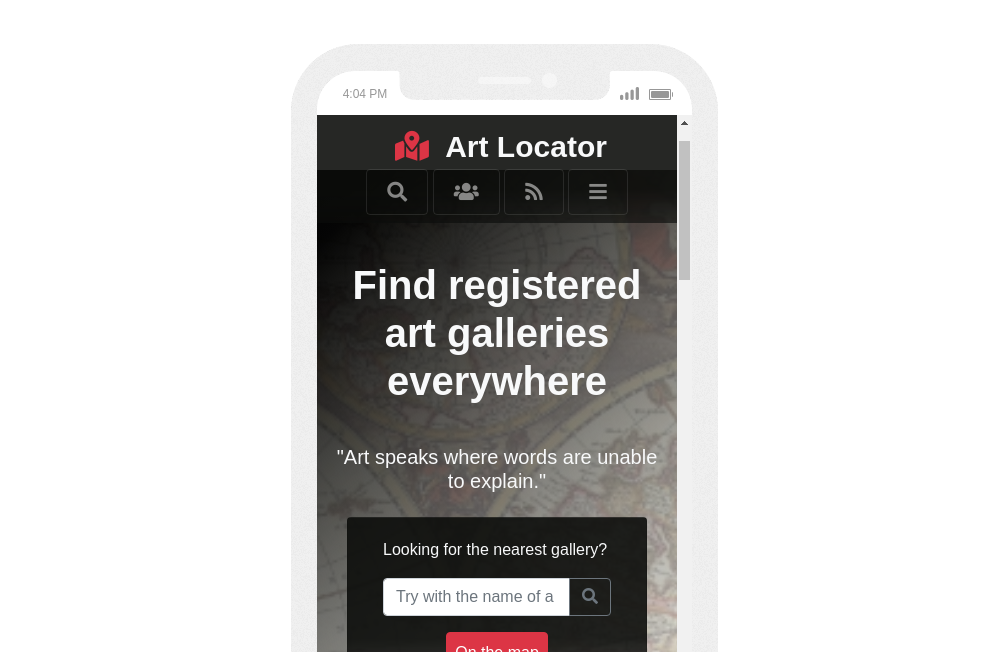 4:04 PM
Art Locator
Find registered
art galleries
everywhere
"Art speaks where words are unable
to explain."
Looking for the nearest gallery?
Try with the name of a
On the map